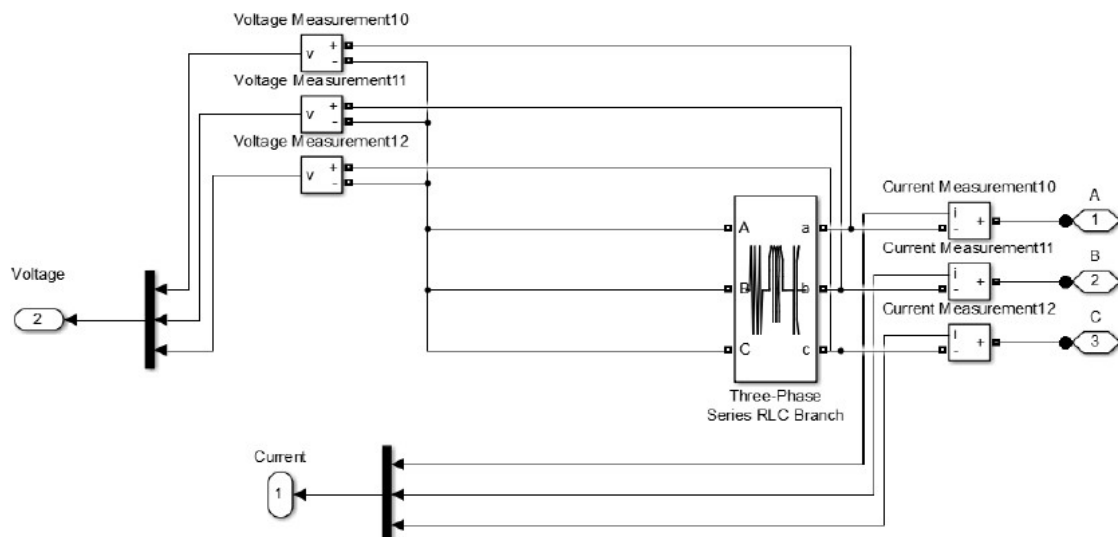 Voltage Measurement10
+
v
-
Voltage Measurement11
+
v
-
Voltage Measurement12
+
v
-
Current Measurement10
A
i
+
-
1
A
a
Current Measurement11
B
i
+
-
2
B
b
Current Measurement12
C
i
+
-
3
C
c
Voltage
2
Three-Phase
Series RLC Branch
Current
1